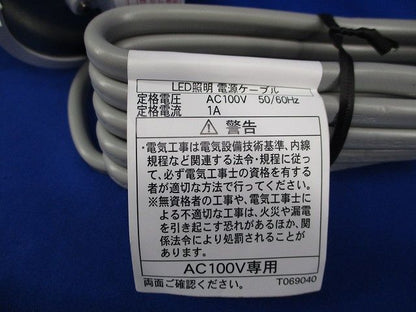 LED照明 電源ケーブル
定格電圧 AC100V 50/60Hz
定格電流 1A
⚠ 警告
・電気工事は電気設備技術基準、内線
規程など関連する法令・規程に従っ
て、必ず電気工事士の資格を有する
者が適切な方法で行ってください。
※無資格者の工事や、電気工事士に
よる不適切な工事は、火災や漏電
を引き起こす恐れがあるほか、関
係法令により処罰されることが
あります。
AC100V専用
両面ご確認ください。 T069040